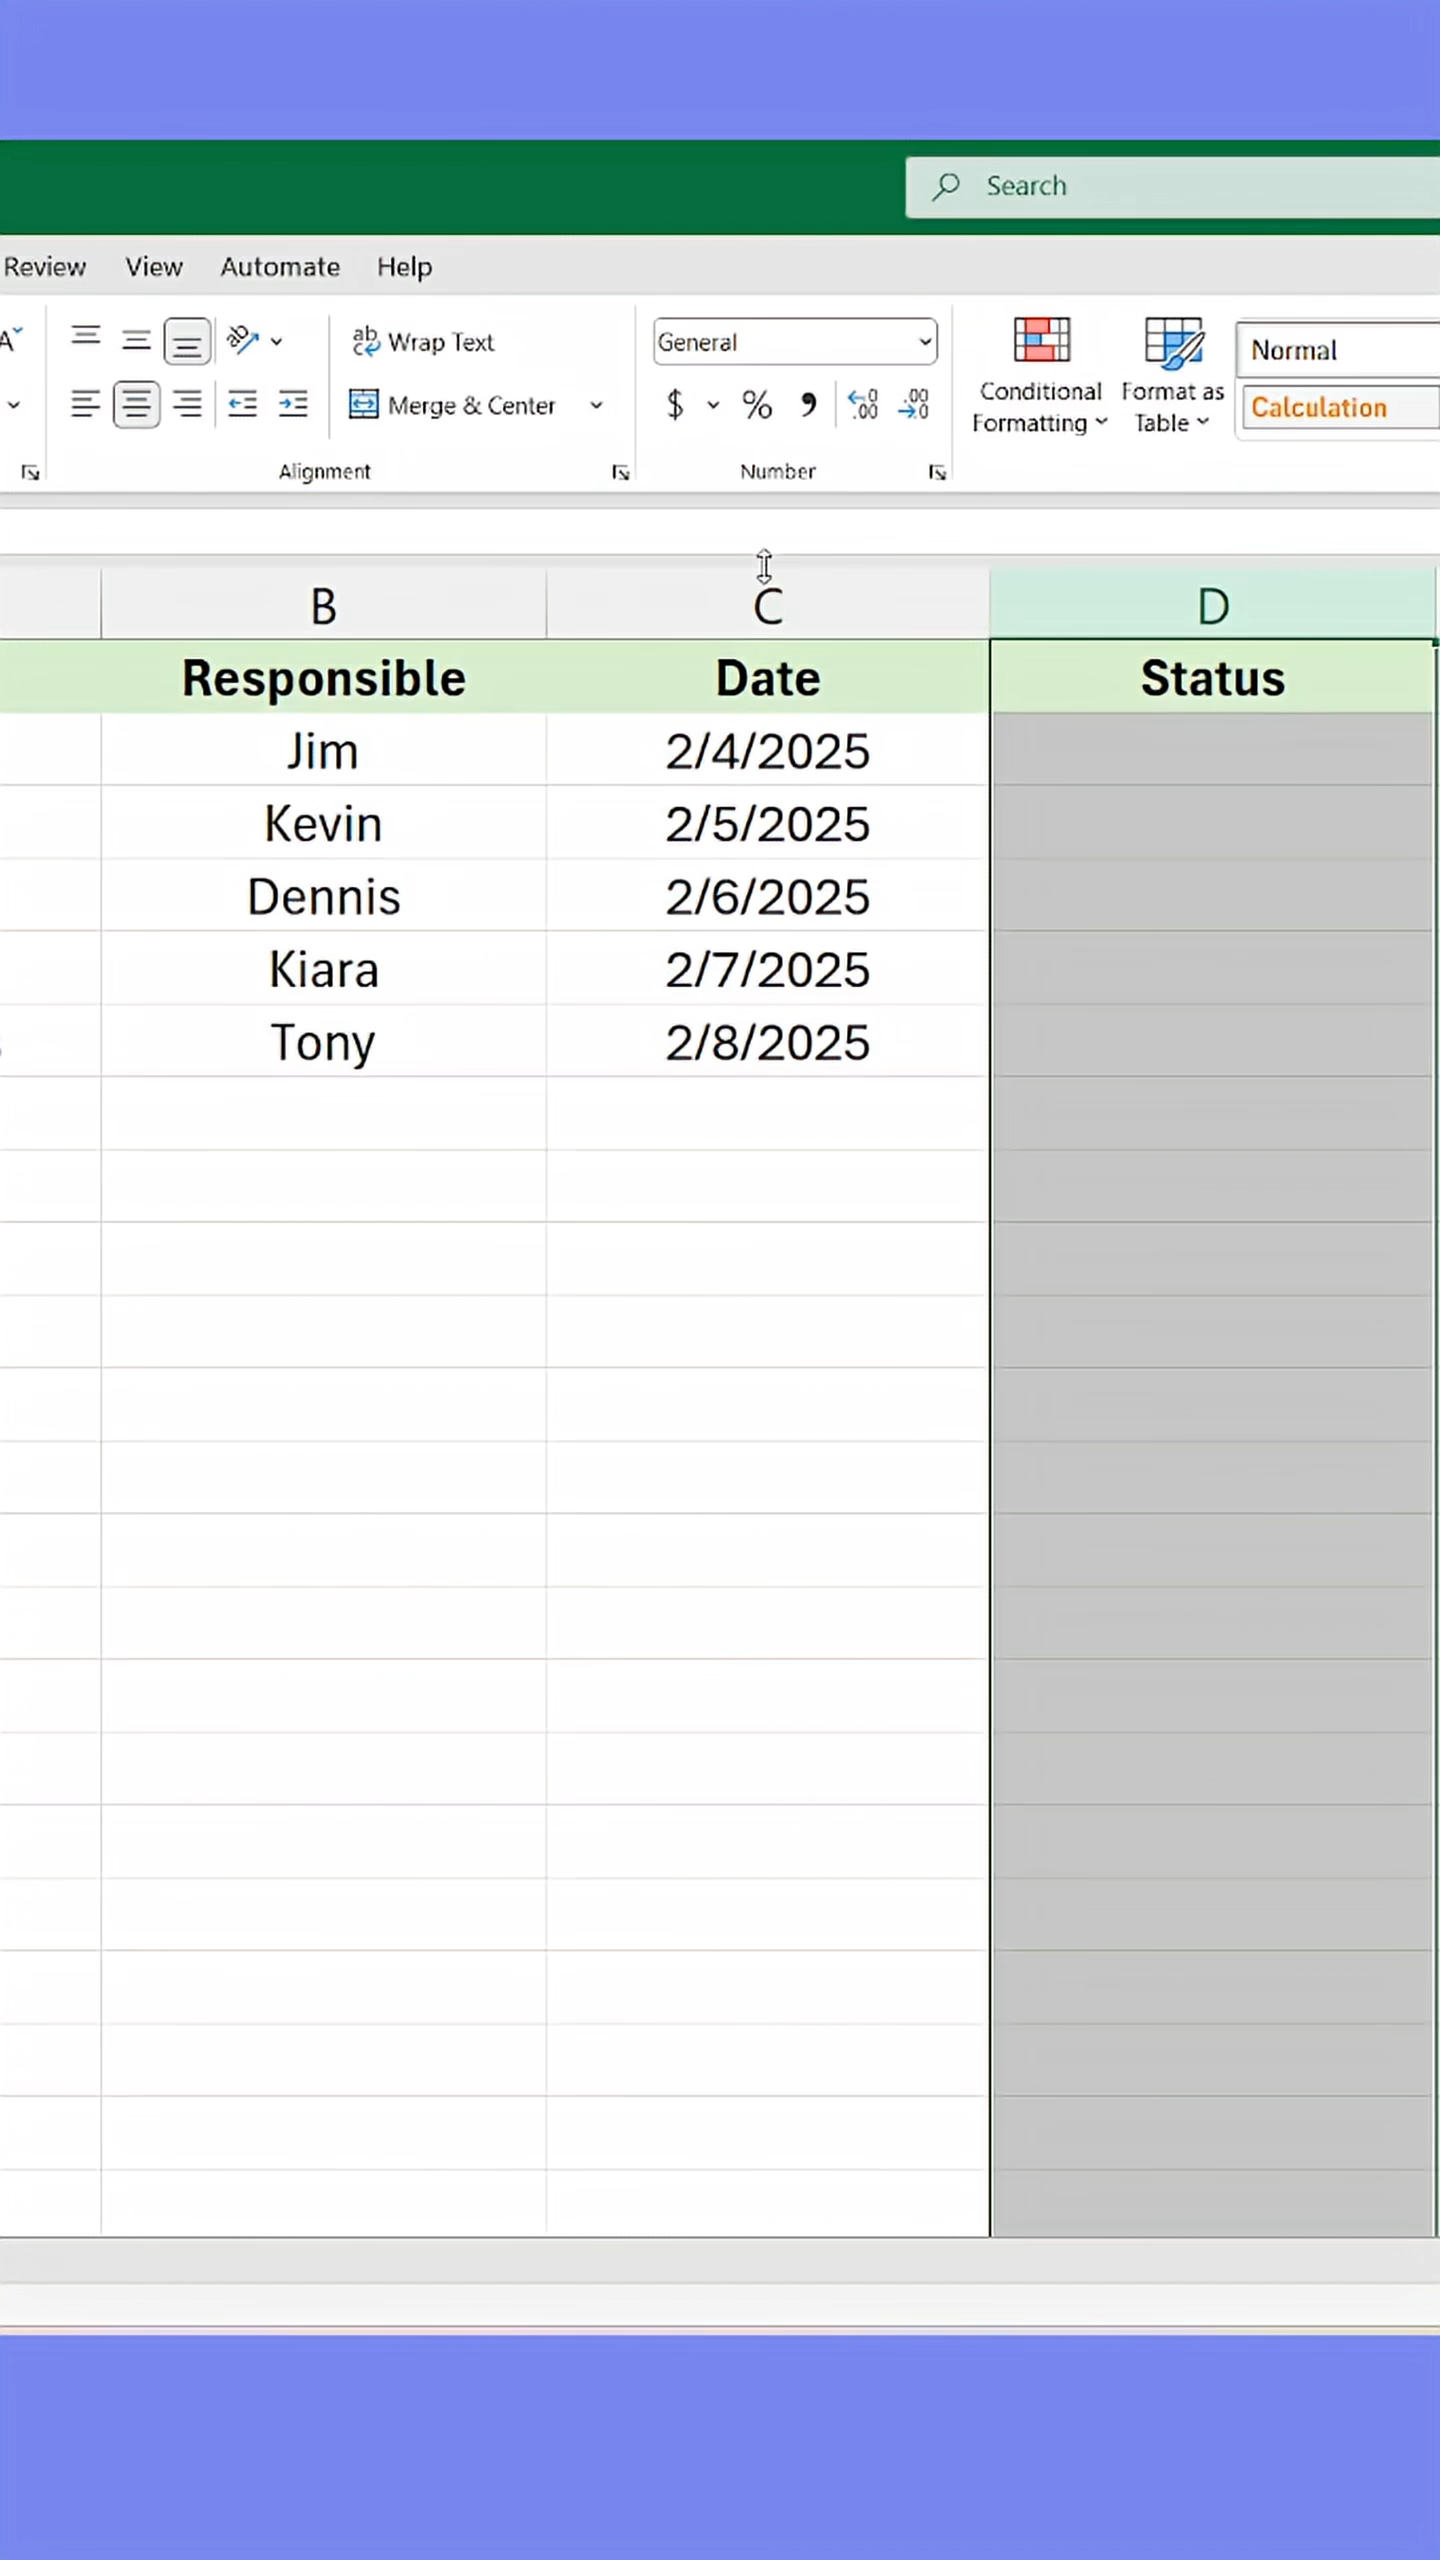 Search
Review View Automate Help
Wrap Text General Normal
Merge & Center $ % Conditional Formatting Format as Table Calculation
Alignment Number
B C D
Responsible Date Status
Jim 2/4/2025
Kevin 2/5/2025
Dennis 2/6/2025
Kiara 2/7/2025
Tony 2/8/2025